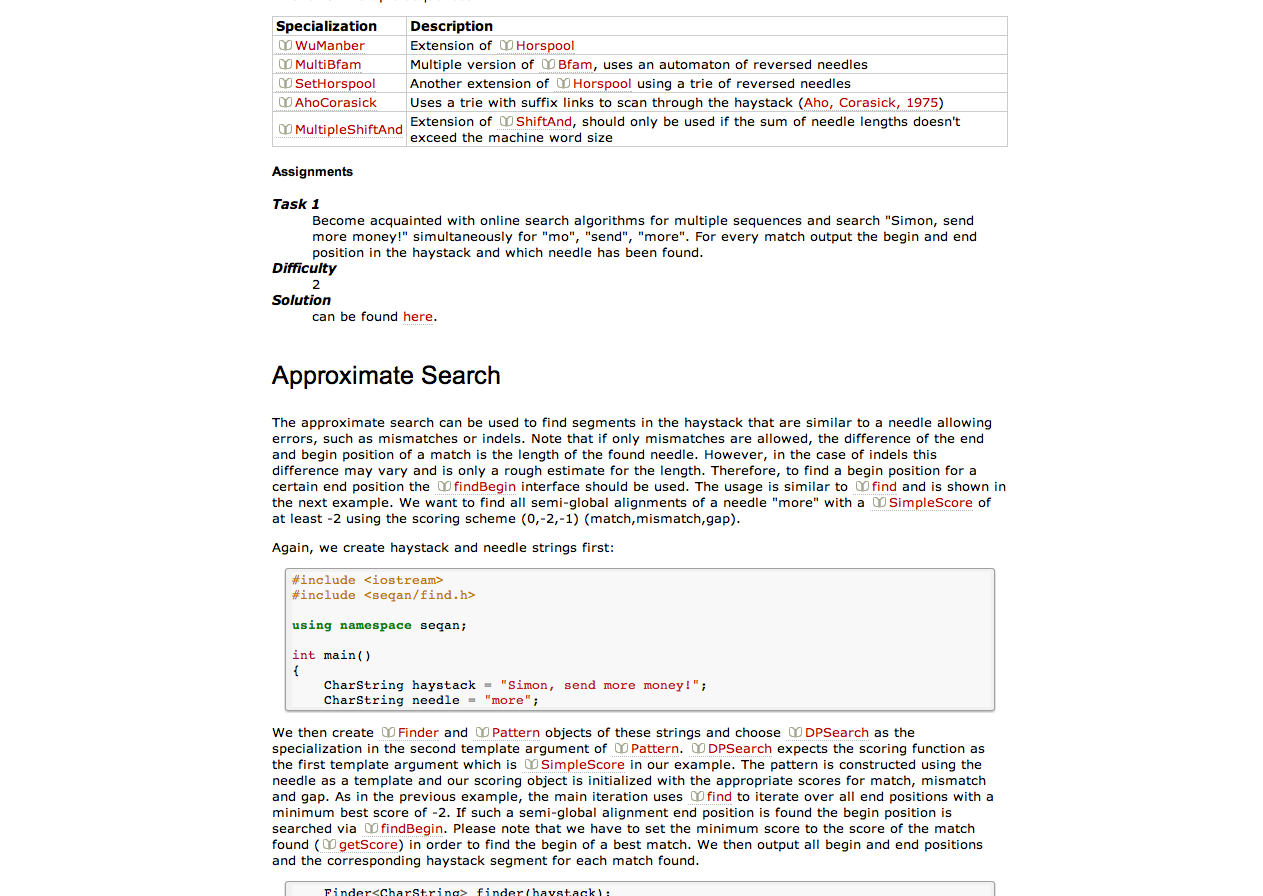 Specialization Description
WuManber Extension of Horspool
MultiBfam Multiple version of Bfam, uses an automaton of reversed needles
SetHorspool Another extension of Horspool using a trie of reversed needles
AhoCorasick Uses a trie with suffix links to scan through the haystack (Aho, Corasick, 1975)
MultipleShiftAnd Extension of ShiftAnd, should only be used if the sum of needle lengths doesn't
exceed the machine word size
Assignments
Task 1
Become acquainted with online search algorithms for multiple sequences and search "Simon, send
more money!" simultaneously for "mo", "send", "more". For every match output the begin and end
position in the haystack and which needle has been found.
Difficulty
2
Solution
can be found here.
Approximate Search
The approximate search can be used to find segments in the haystack that are similar to a needle allowing
errors, such as mismatches or indels. Note that if only mismatches are allowed, the difference of the end
and begin position of a match is the length of the found needle. However, in the case of indels this
difference may vary and is only a rough estimate for the length. Therefore, to find a begin position for a
certain end position the findBegin interface should be used. The usage is similar to find and is shown in
the next example. We want to find all semi-global alignments of a needle "more" with a SimpleScore of
at least -2 using the scoring scheme (0,-2,-1) (match,mismatch,gap).
Again, we create haystack and needle strings first:
#include <iostream>
#include <seqan/find.h>
using namespace seqan;
int main()
{
CharString haystack = "Simon, send more money!";
CharString needle = "more";
We then create Finder and Pattern objects of these strings and choose DPSearch as the
specialization in the second template argument of Pattern. DPSearch expects the scoring function as
the first template argument which is SimpleScore in our example. The pattern is constructed using the
needle as a template and our scoring object is initialized with the appropriate scores for match, mismatch
and gap. As in the previous example, the main iteration uses find to iterate over all end positions with a
minimum best score of -2. If such a semi-global alignment end position is found the begin position is
searched via findBegin. Please note that we have to set the minimum score to the score of the match
found (getScore) in order to find the begin of a best match. We then output all begin and end positions
and the corresponding haystack segment for each match found.
Finder<CharString> finder(haystack);